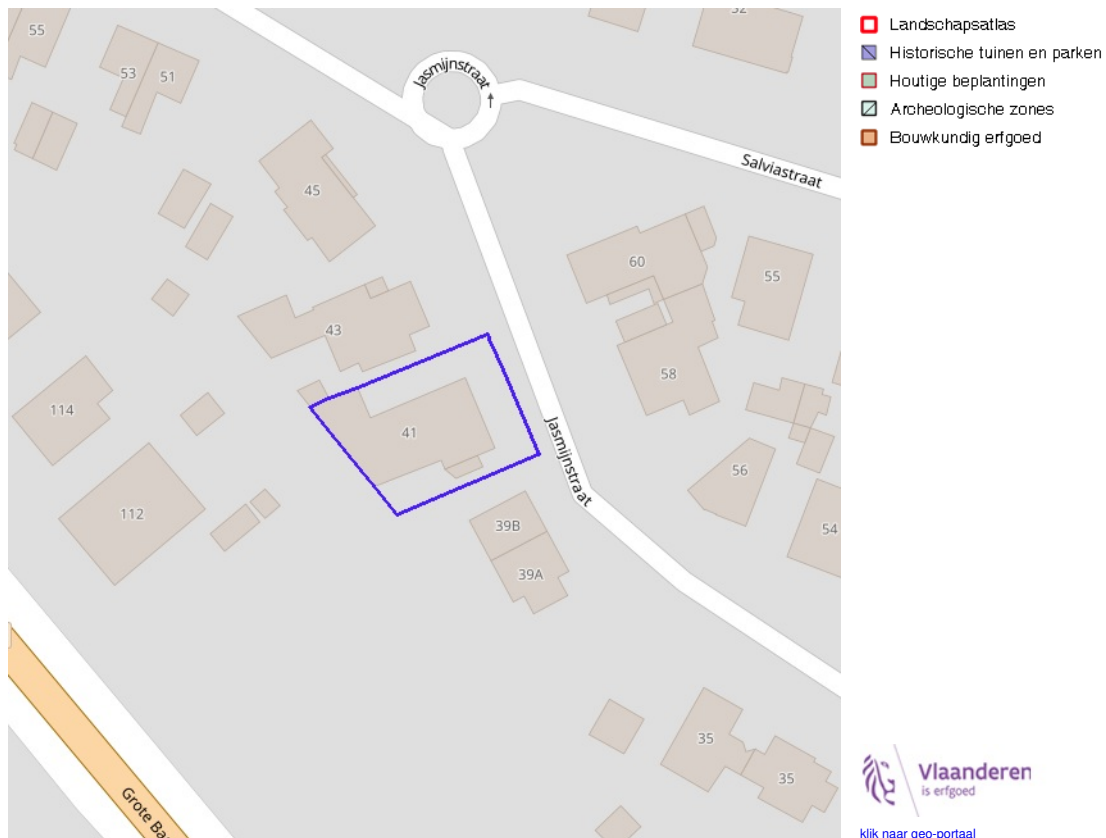 55
53
51
Jasmijnstraat
52
Salviastraat
45
60
55
43
58
114
41
Jasmijnstraat
56
112
39B
54
39A
35
35
Grote
Landschapsatlas
Historische tuinen en parken
Houtige beplantingen
Archeologische zones
Bouwkundig erfgoed
Vlaanderen
is erfgoed
klik naar geo-portaal